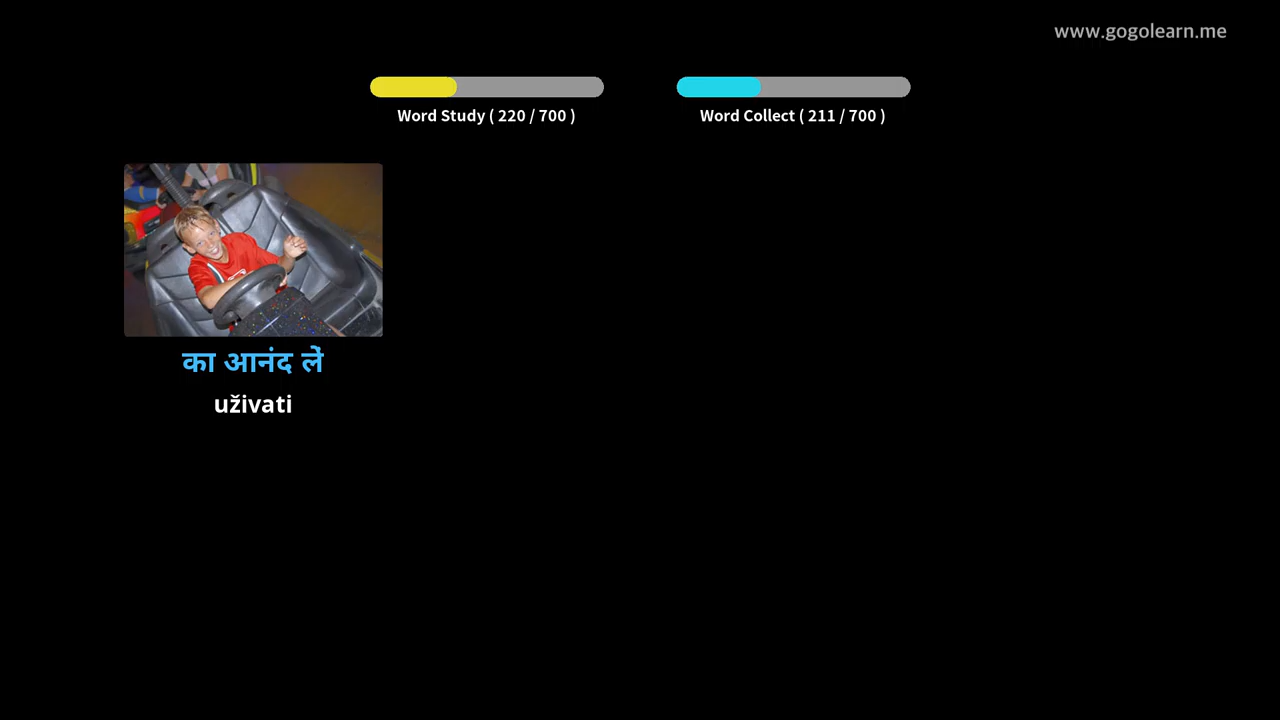 www.gogolearn.me
Word Study ( 220 / 700 )
Word Collect ( 211 / 700 )
का आनंद लें
uživati